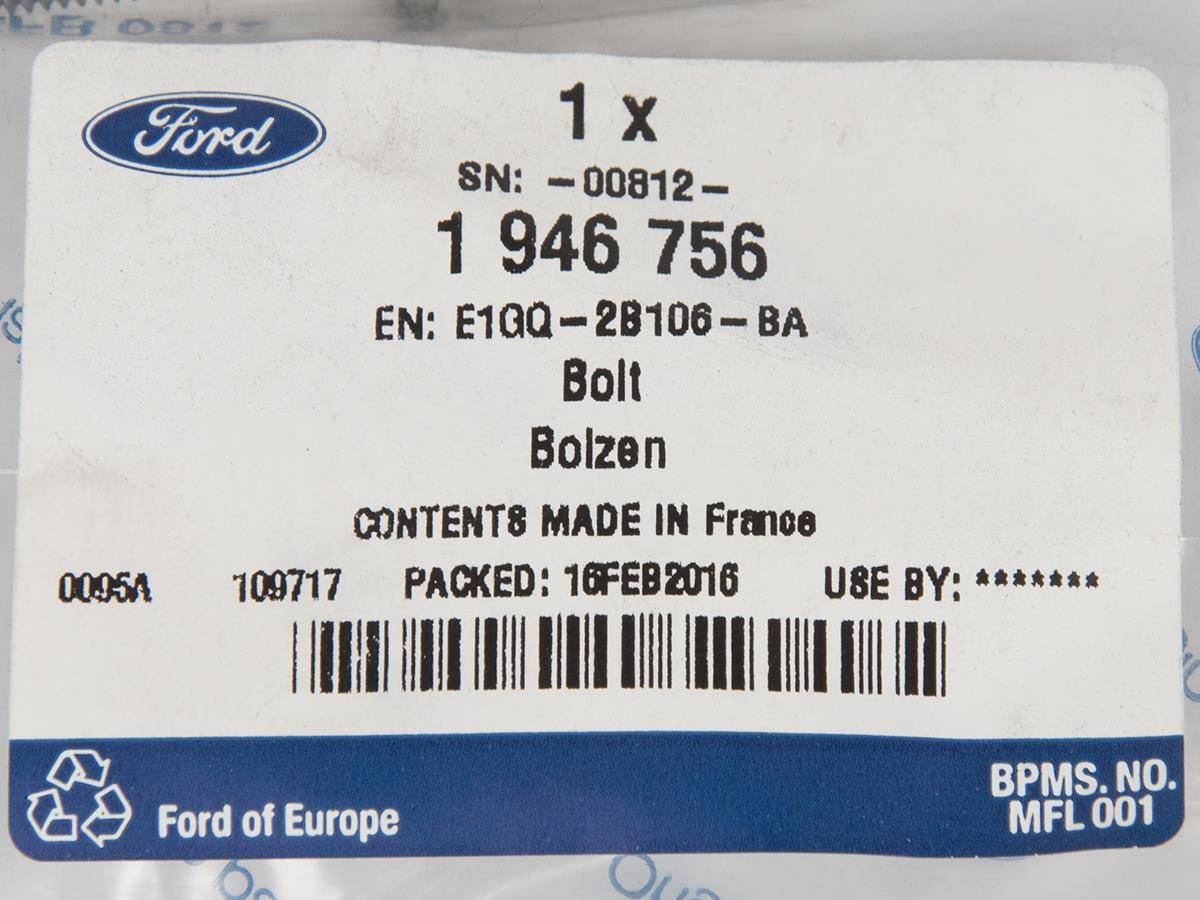 Ford
1 x
SN: -00812-
1 946 756
EN: E1GQ-2B106-BA
Bolt
Bolzen
CONTENTS MADE IN France
0095A 109717 PACKED: 16FEB2016 USE BY: *******
Ford of Europe
BPMS. NO.
MFL 001